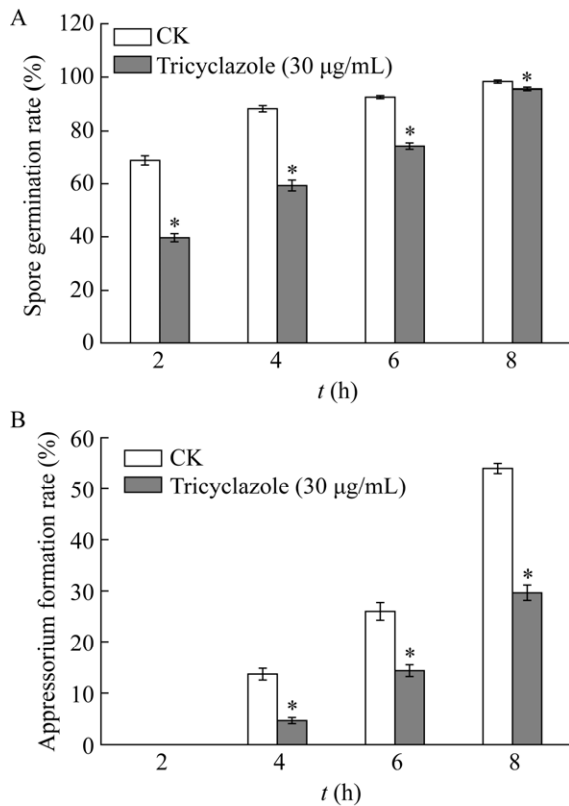 A
120
100
80
60
40
20
0
Spore germination rate (%)
CK
Tricyclazole (30 μg/mL)
*
*
*
*
2 4 6 8
t (h)
B
60
50
40
30
20
10
0
Appressorium formation rate (%)
CK
Tricyclazole (30 μg/mL)
*
*
*
2 4 6 8
t (h)